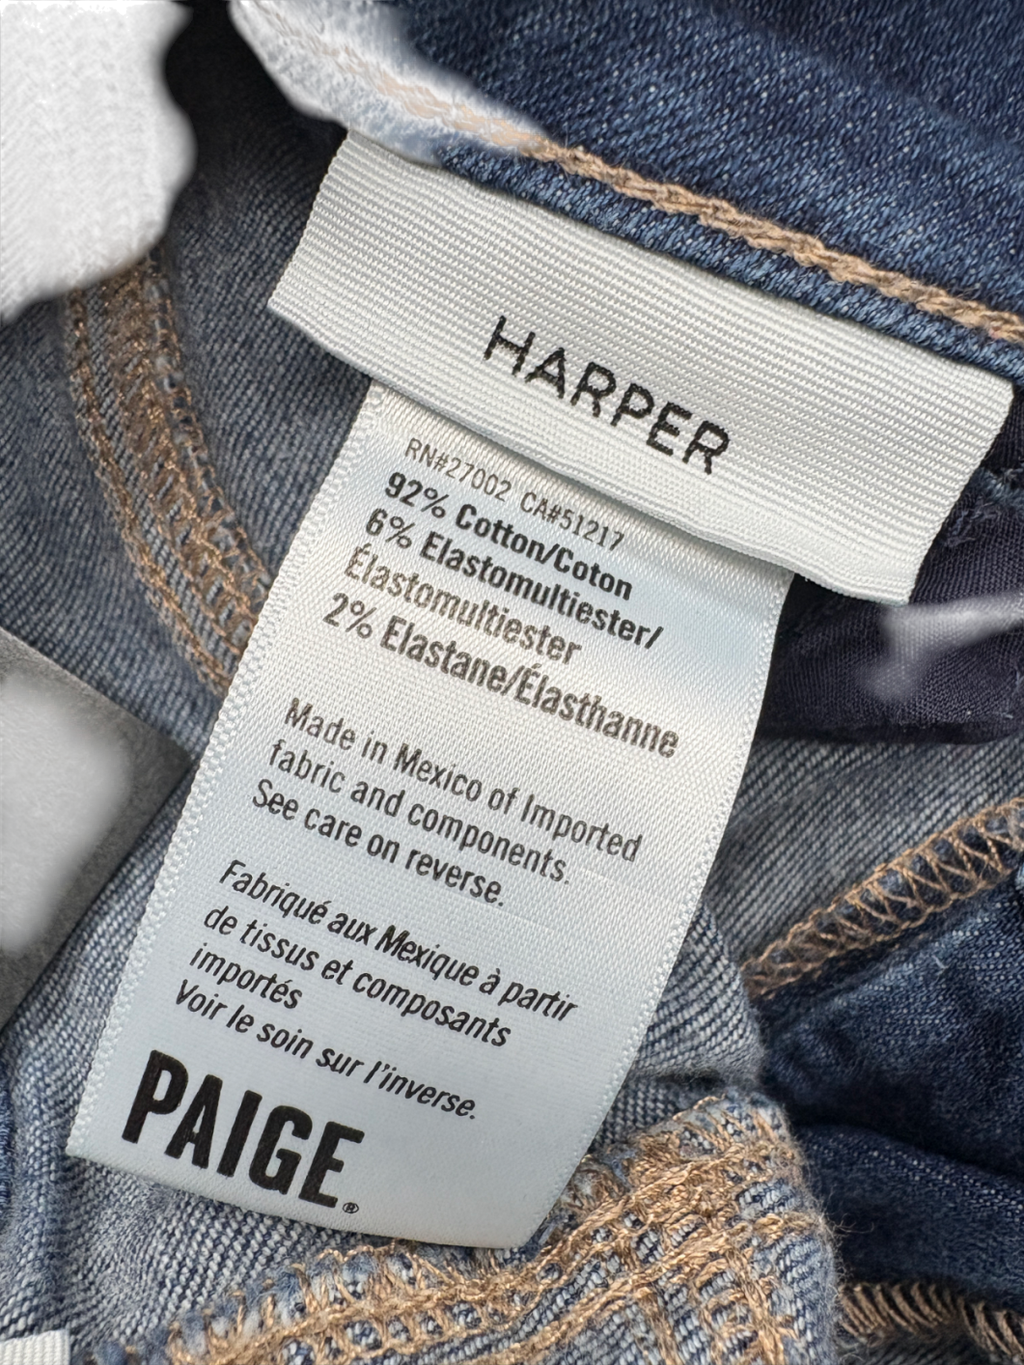 HARPER
RN#27002 CA#51217
92% Cotton/Coton
6% Elastomultiester/
Élastomultiester
2% Elastane/Élasthanne
Made in Mexico of Imported
fabric and components.
See care on reverse.
Fabriqué aux Mexique à partir
de tissus et composants
importés
Voir le soin sur l'inverse.
PAIGE®